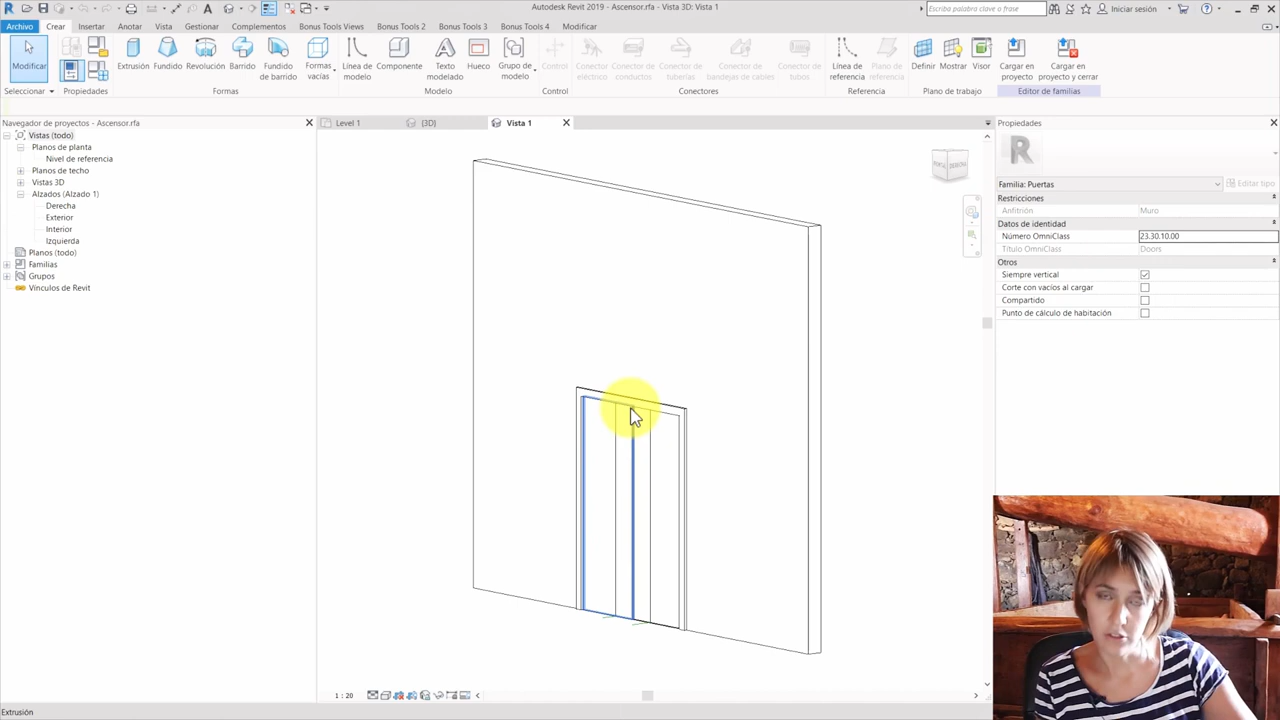 Autodesk Revit 2019 - Ascensor.rfa - Vista 3D: Vista 1
Escriba palabra clave o frase
Iniciar sesión
Archivo Crear Insertar Anotar Vista Gestionar Bonus Tools Views Bonus Tools 2 Bonus Tools 3 Bonus Tools 4 Modificar
Modificar
Extrusión Fundido Revolución Barrido Fundido de barrido Formas vacías
Línea de modelo Componente Texto modelado Hueco Grupo de modelo
Control
Conector eléctrico Conector de conductos Conector de tuberías Conector de bandejas de cables Conector de tubos
Línea de referencia Plano de referencia
Definir Mostrar Visor
Cargar en proyecto Cargar en proyecto y cerrar
Seleccionar Propiedades Formas Modelo Control Conectores Referencia Plano de trabajo Editor de familias
Navegador de proyectos - Ascensor.rfa
Vistas (todo)
Planos de planta
Nivel de referencia
Planos de techo
Vistas 3D
Alzados (Alzado 1)
Derecha
Exterior
Interior
Izquierda
Planos (todo)
Familias
Grupos
Vínculos de Revit
Level 1
{3D}
Vista 1
Propiedades
R
Familia: Puertas
Editar tipo
Restricciones
Anfitrión Muro
Datos de identidad
Número OmniClass 23.30.10.00
Título OmniClass Doors
Otros
Siempre vertical
Corte con vacíos al cargar
Compartido
Punto de cálculo de habitación
1 : 20
Extrusión